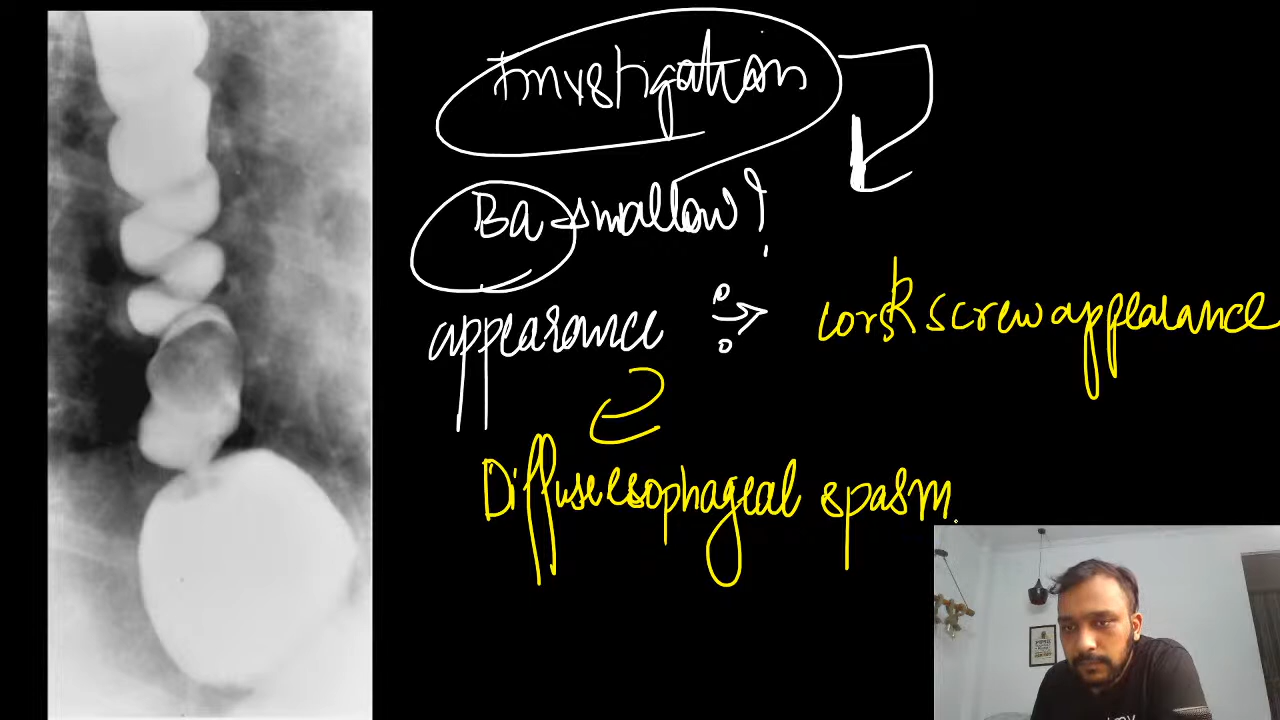 Investigation
Ba swallow?
appearance → corkscrew appearance
Diffuse esophageal spasm.